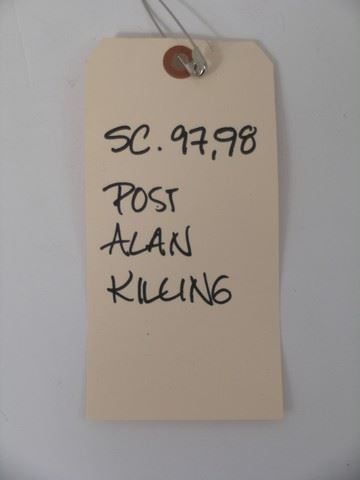 SC. 97,98
POST
ALAN
KILLING